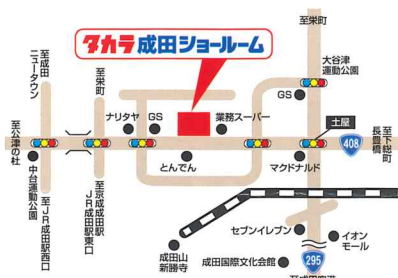 至栄町
タカラ成田ショールーム
至成田
ニュータウン
至栄町
大谷津
運動公園
GS
ナリタヤ
GS
業務スーパー
土屋
至公津の杜
408
至下総町
長豊橋
中台運動公園
とんでん
マクドナルド
至JR成田駅西口
至京成成田駅
JR成田駅東口
セブンイレブン
イオン
モール
成田山
新勝寺
成田国際文化会館
295